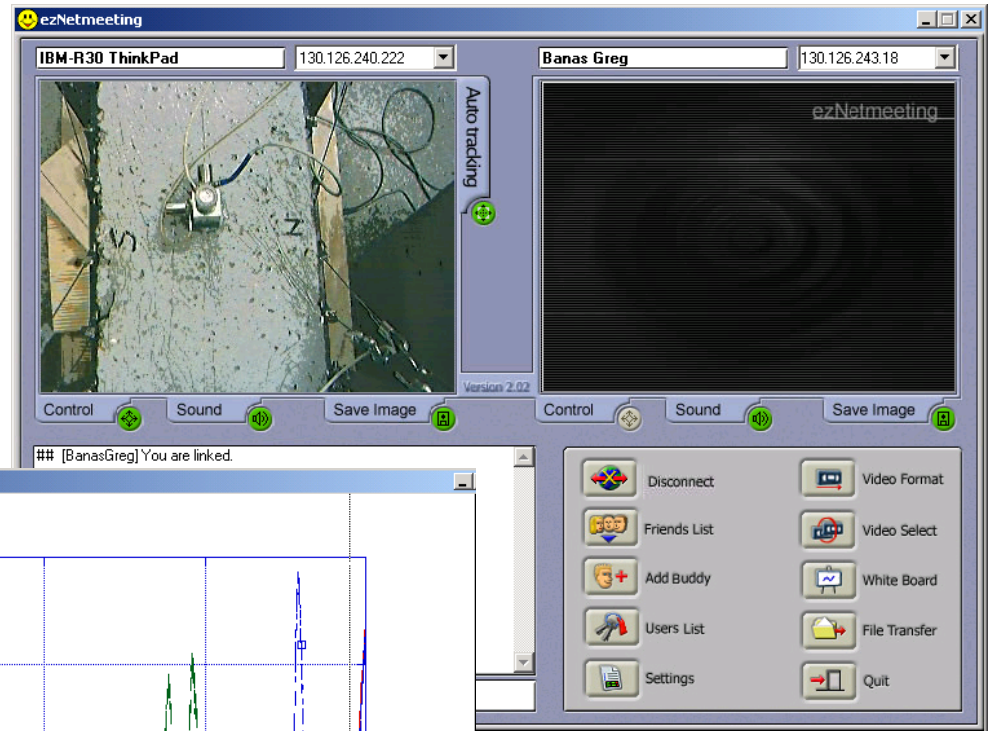 ezNetmeeting
IBM-R30 ThinkPad
130.126.240.222
Banas Greg
130.126.243.18
Auto tracking
ezNetmeeting
S
N
Version 2.02
Control
Sound
Save Image
Control
Sound
Save Image
## [BanasGreg] You are linked.
Disconnect
Video Format
Friends List
Video Select
Add Buddy
White Board
Users List
File Transfer
Settings
Quit